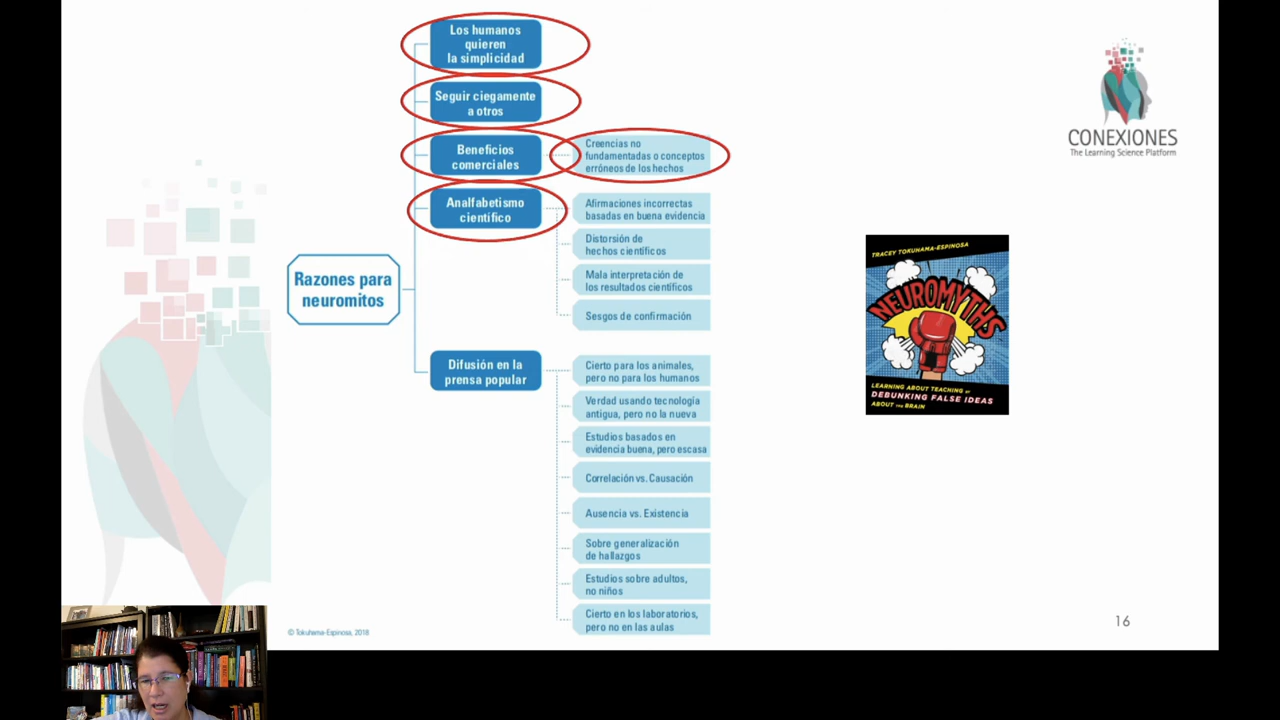 Los humanos
quieren
la simplicidad
Seguir ciegamente
a otros
Beneficios
comerciales
Creencias no
fundamentadas o conceptos
erróneos de los hechos
Analfabetismo
científico
Afirmaciones incorrectas
basadas en buena evidencia
Distorsión de
hechos científicos
Mala interpretación de
los resultados científicos
Sesgos de confirmación
Razones para
neuromitos
Difusión en la
prensa popular
Cierto para los animales,
pero no para los humanos
Verdad usando tecnología
antigua, pero no la nueva
Estudios basados en
evidencia buena, pero escasa
Correlación vs. Causación
Ausencia vs. Existencia
Sobre generalización
de hallazgos
Estudios sobre adultos,
no niños
Cierto en los laboratorios,
pero no en las aulas
CONEXIONES
The Learning Science Platform
TRACEY TOKUHAMA-ESPINOSA
NEUROMYTHS
LEARNING ABOUT TEACHING BY
DEBUNKING FALSE IDEAS
ABOUT THE BRAIN
© Tokuhama-Espinosa, 2018
16